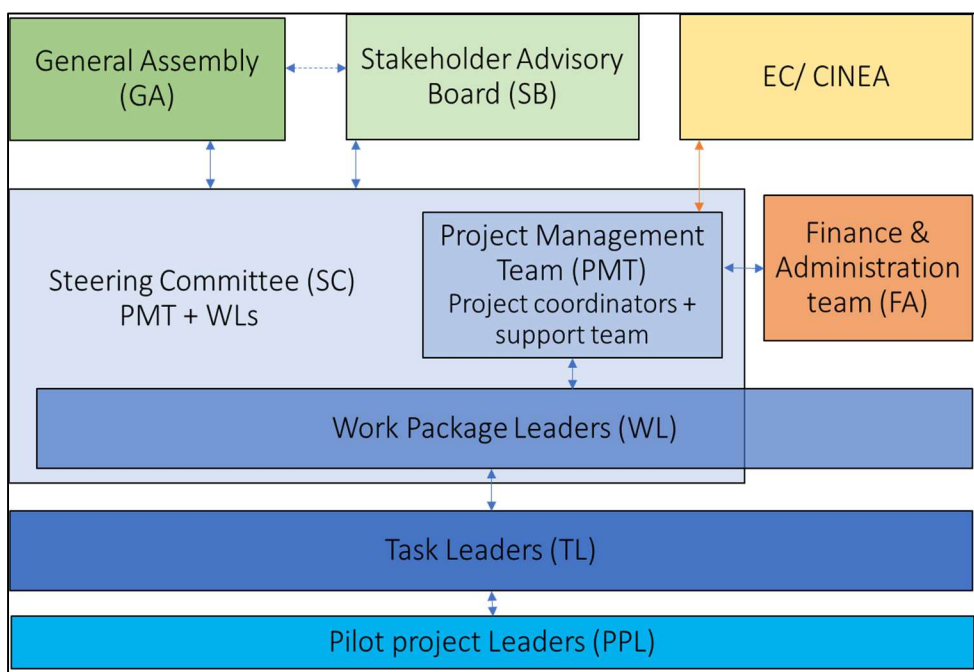 General Assembly
(GA)
Stakeholder Advisory
Board (SB)
EC/ CINEA
Steering Committee (SC)
PMT + WLs
Project Management
Team (PMT)
Project coordinators +
support team
Finance &
Administration
team (FA)
Work Package Leaders (WL)
Task Leaders (TL)
Pilot project Leaders (PPL)